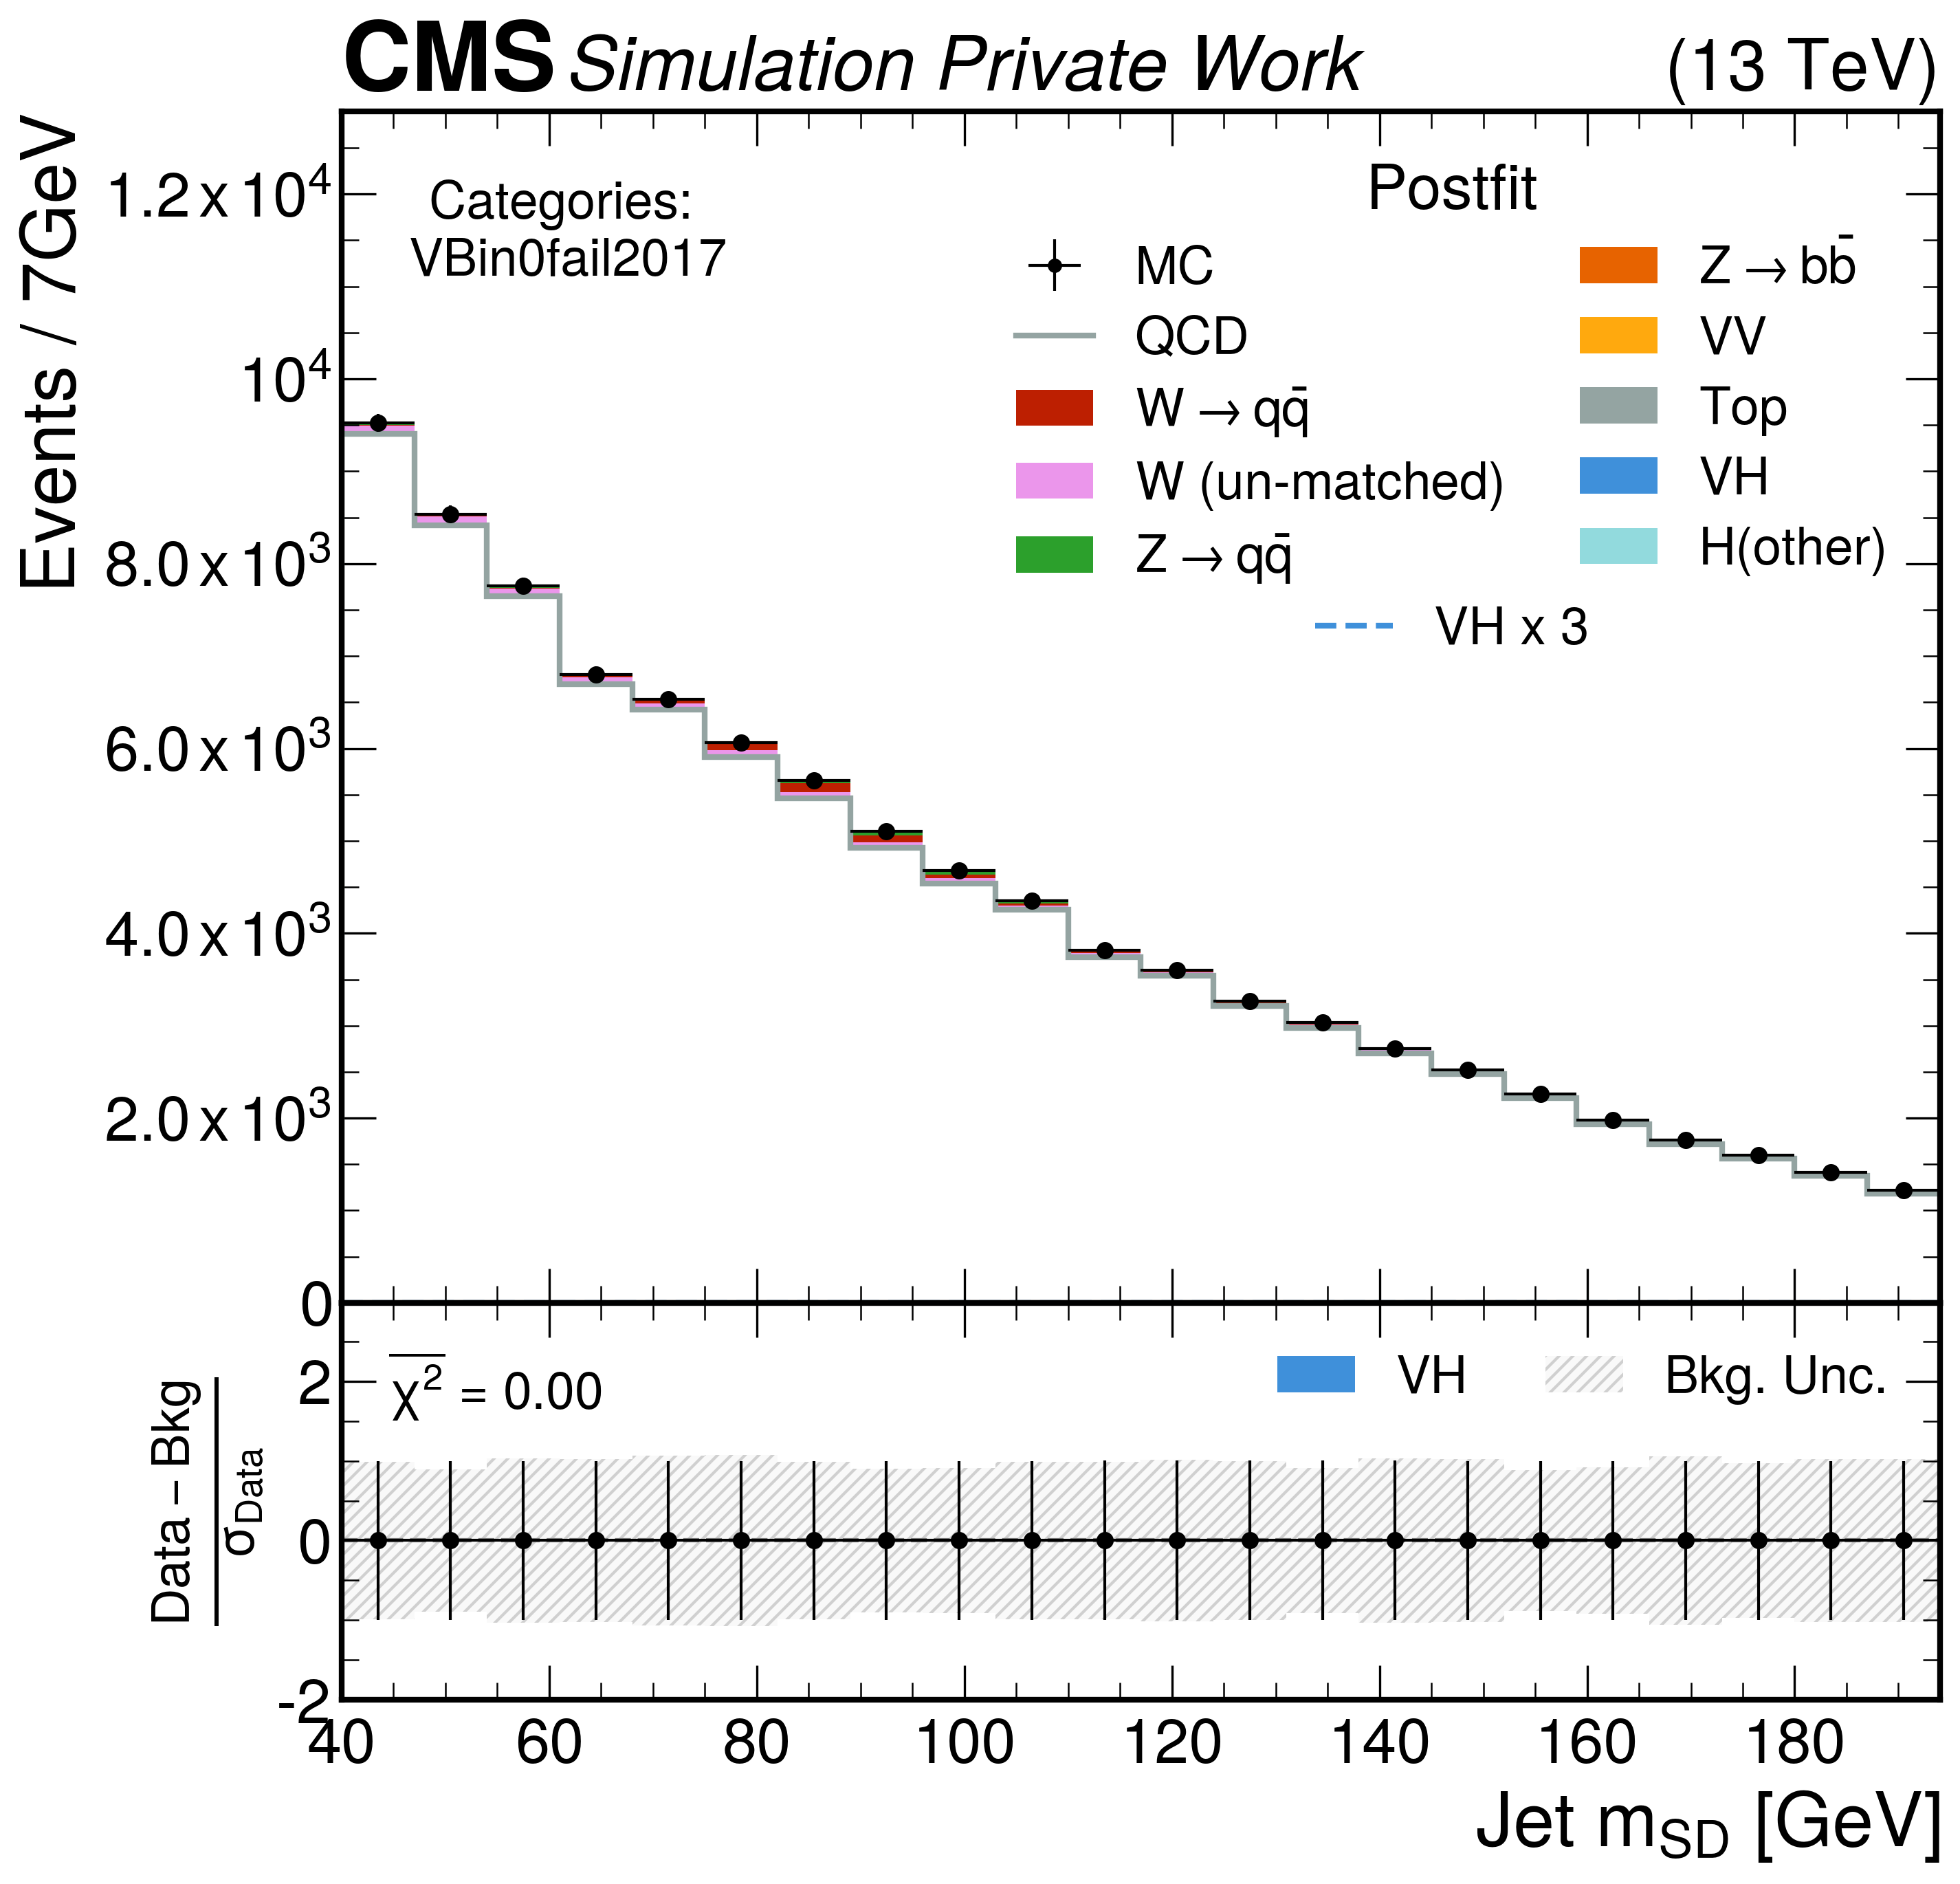 CMS Simulation Private Work (13 TeV)
Events / 7GeV
1.2 x 10⁴
10⁴
8.0 x 10³
6.0 x 10³
4.0 x 10³
2.0 x 10³
0
Categories:
VBin0fail2017
Postfit
MC
QCD
W → qq̄
W (un-matched)
Z → qq̄
Z → bb̄
VV
Top
VH
H(other)
VH x 3
Data − Bkg
σ_Data
2
0
-2
χ̅² = 0.00
VH
Bkg. Unc.
40 60 80 100 120 140 160 180
Jet m_SD [GeV]